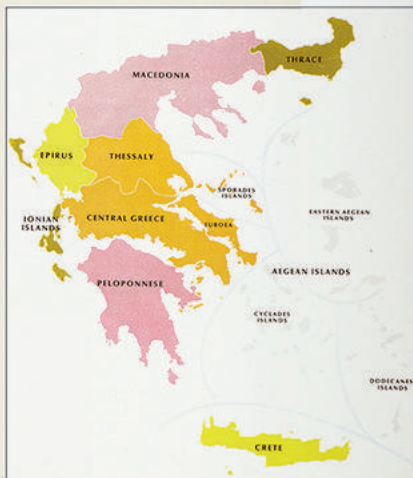 THRACE
MACEDONIA
EPIRUS
THESSALY
SPORADES
ISLANDS
IONIAN
ISLANDS
CENTRAL GREECE
EUBOEA
EASTERN AEGEAN
ISLANDS
AEGEAN ISLANDS
PELOPONNESE
CYCLADES
ISLANDS
DODECANESE
ISLANDS
CRETE